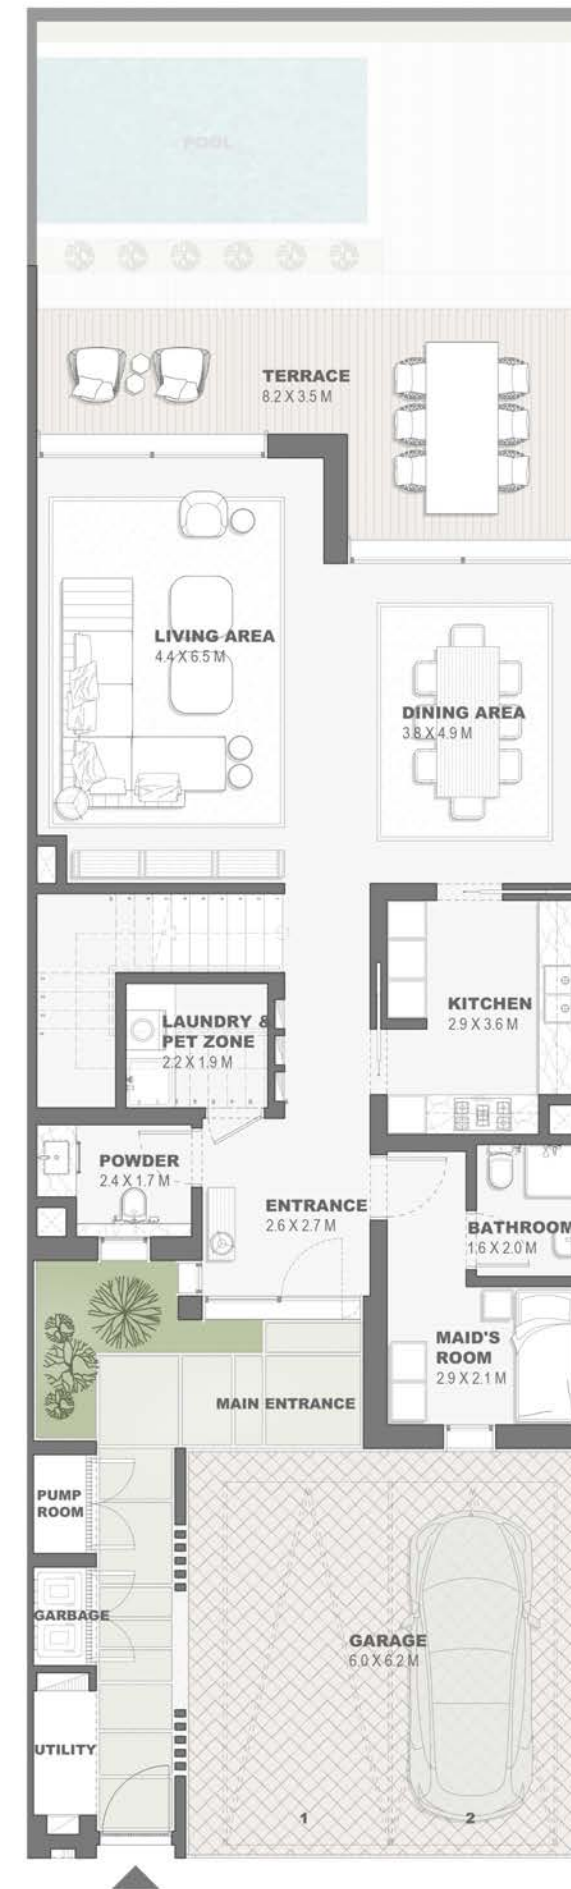 POOL
TERRACE
8.2 X 3.5 M
LIVING AREA
4.4 X 6.5 M
DINING AREA
3.8 X 4.9 M
KITCHEN
2.9 X 3.6 M
LAUNDRY &
PET ZONE
2.2 X 1.9 M
POWDER
2.4 X 1.7 M
ENTRANCE
2.6 X 2.7 M
BATHROOM
1.6 X 2.0 M
MAID'S
ROOM
2.9 X 2.1 M
MAIN ENTRANCE
PUMP
ROOM
GARBAGE
GARAGE
6.0 X 6.2 M
UTILITY
1
2